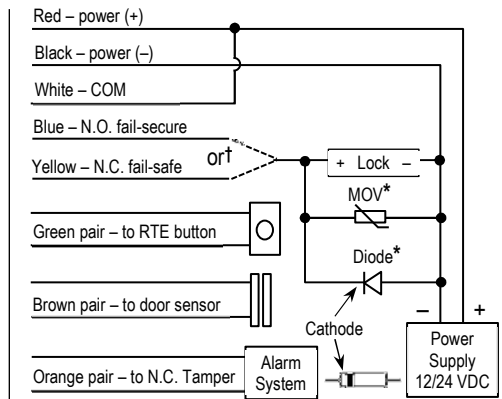 Red – power (+)
Black – power (–)
White – COM
Blue – N.O. fail-secure
or†
Yellow – N.C. fail-safe
+ Lock –
MOV*
Green pair – to RTE button
Diode*
Brown pair – to door sensor
Cathode
– +
Power
Supply
12/24 VDC
Alarm
System
Orange pair – to N.C. Tamper